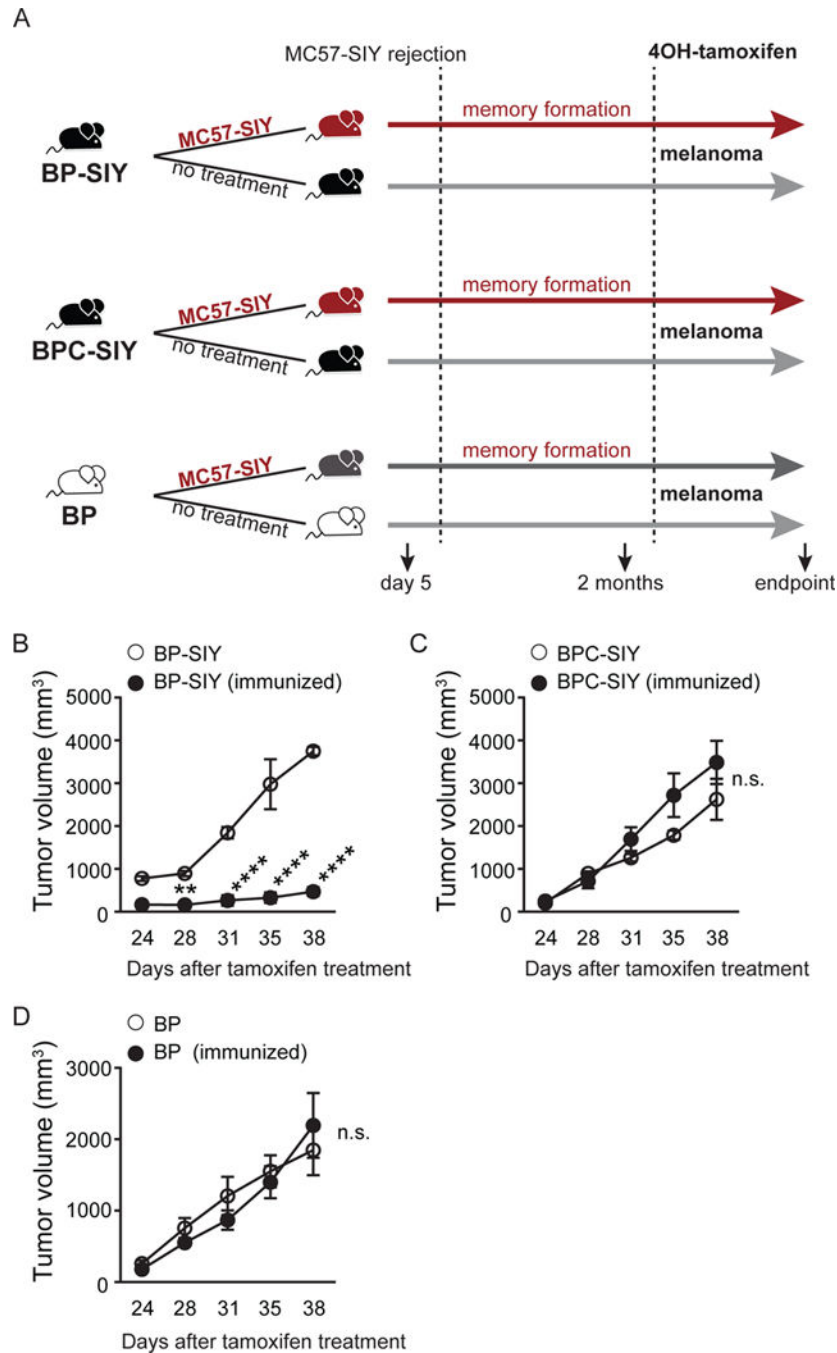 A
MC57-SIY rejection
4OH-tamoxifen
MC57-SIY
memory formation
BP-SIY
melanoma
no treatment
MC57-SIY
memory formation
BPC-SIY
melanoma
no treatment
MC57-SIY
memory formation
BP
melanoma
no treatment
day 5
2 months
endpoint
B
BP-SIY
BP-SIY (immunized)
Tumor volume (mm³)
5000
4000
3000
2000
1000
0
**
****
****
****
24 28 31 35 38
Days after tamoxifen treatment
C
BPC-SIY
BPC-SIY (immunized)
Tumor volume (mm³)
5000
4000
3000
2000
1000
0
n.s.
24 28 31 35 38
Days after tamoxifen treatment
D
BP
BP (immunized)
Tumor volume (mm³)
3000
2000
1000
0
n.s.
24 28 31 35 38
Days after tamoxifen treatment